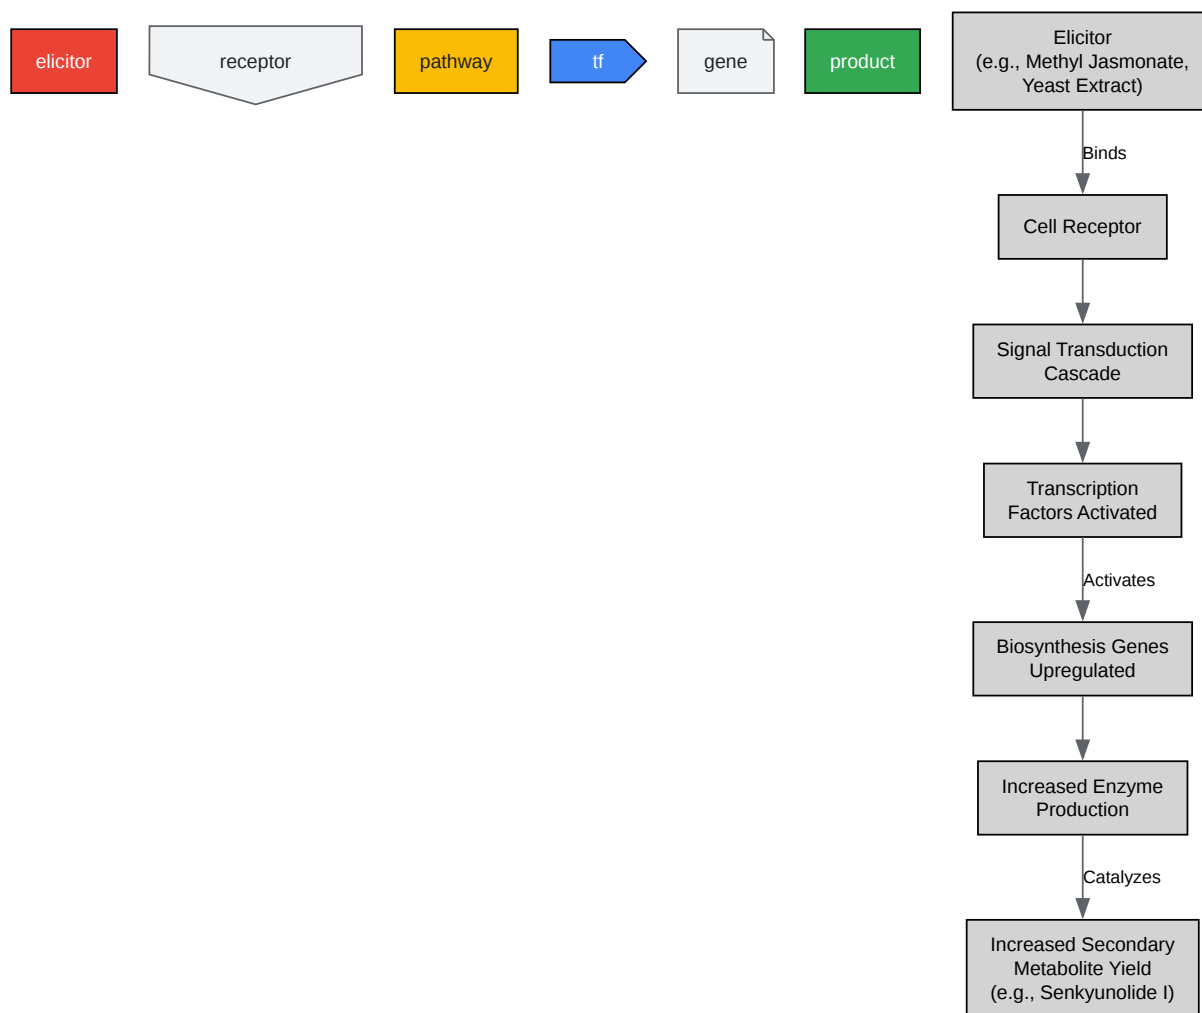 elicitor
receptor
pathway
tf
gene
product
Elicitor
(e.g., Methyl Jasmonate,
Yeast Extract)
Binds
Cell Receptor
Signal Transduction
Cascade
Transcription
Factors Activated
Activates
Biosynthesis Genes
Upregulated
Increased Enzyme
Production
Catalyzes
Increased Secondary
Metabolite Yield
(e.g., Senkyunolide I)